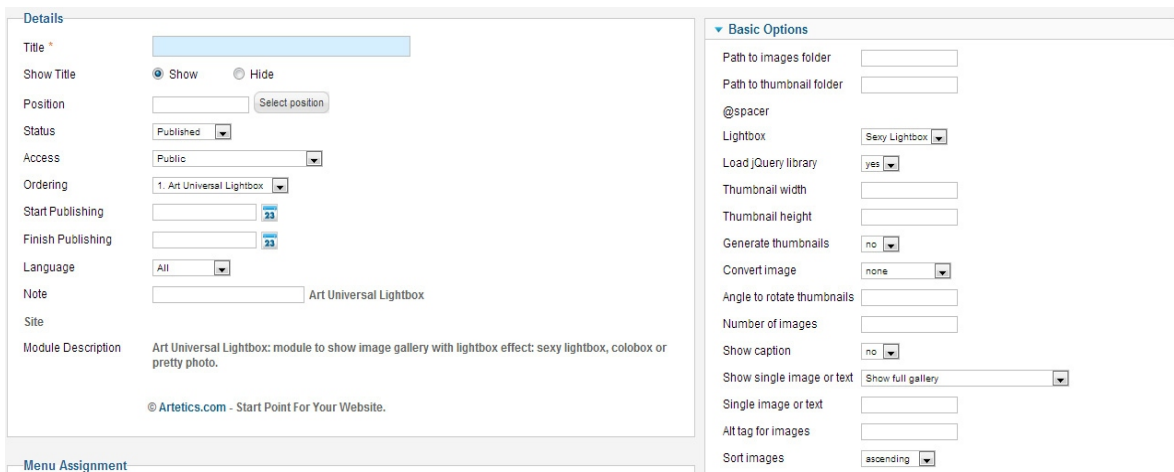 Details
Title *
Show Title Show Hide
Position Select position
Status Published
Access Public
Ordering 1. Art Universal Lightbox
Start Publishing 23
Finish Publishing 23
Language All
Note Art Universal Lightbox
Site
Module Description Art Universal Lightbox: module to show image gallery with lightbox effect: sexy lightbox, colobox or
pretty photo.
© Artetics.com - Start Point For Your Website.
Menu Assignment
Basic Options
Path to images folder
Path to thumbnail folder
@spacer
Lightbox Sexy Lightbox
Load jQuery library yes
Thumbnail width
Thumbnail height
Generate thumbnails no
Convert image none
Angle to rotate thumbnails
Number of images
Show caption no
Show single image or text Show full gallery
Single image or text
Alt tag for images
Sort images ascending